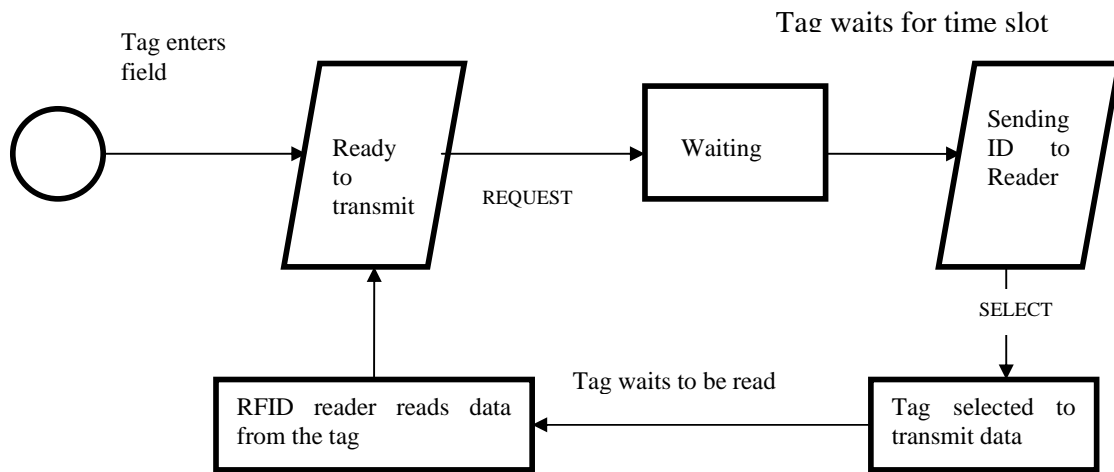 Tag waits for time slot
Tag enters
field
Ready
to
transmit
REQUEST
Waiting
Sending
ID to
Reader
SELECT
Tag selected to
transmit data
Tag waits to be read
RFID reader reads data
from the tag